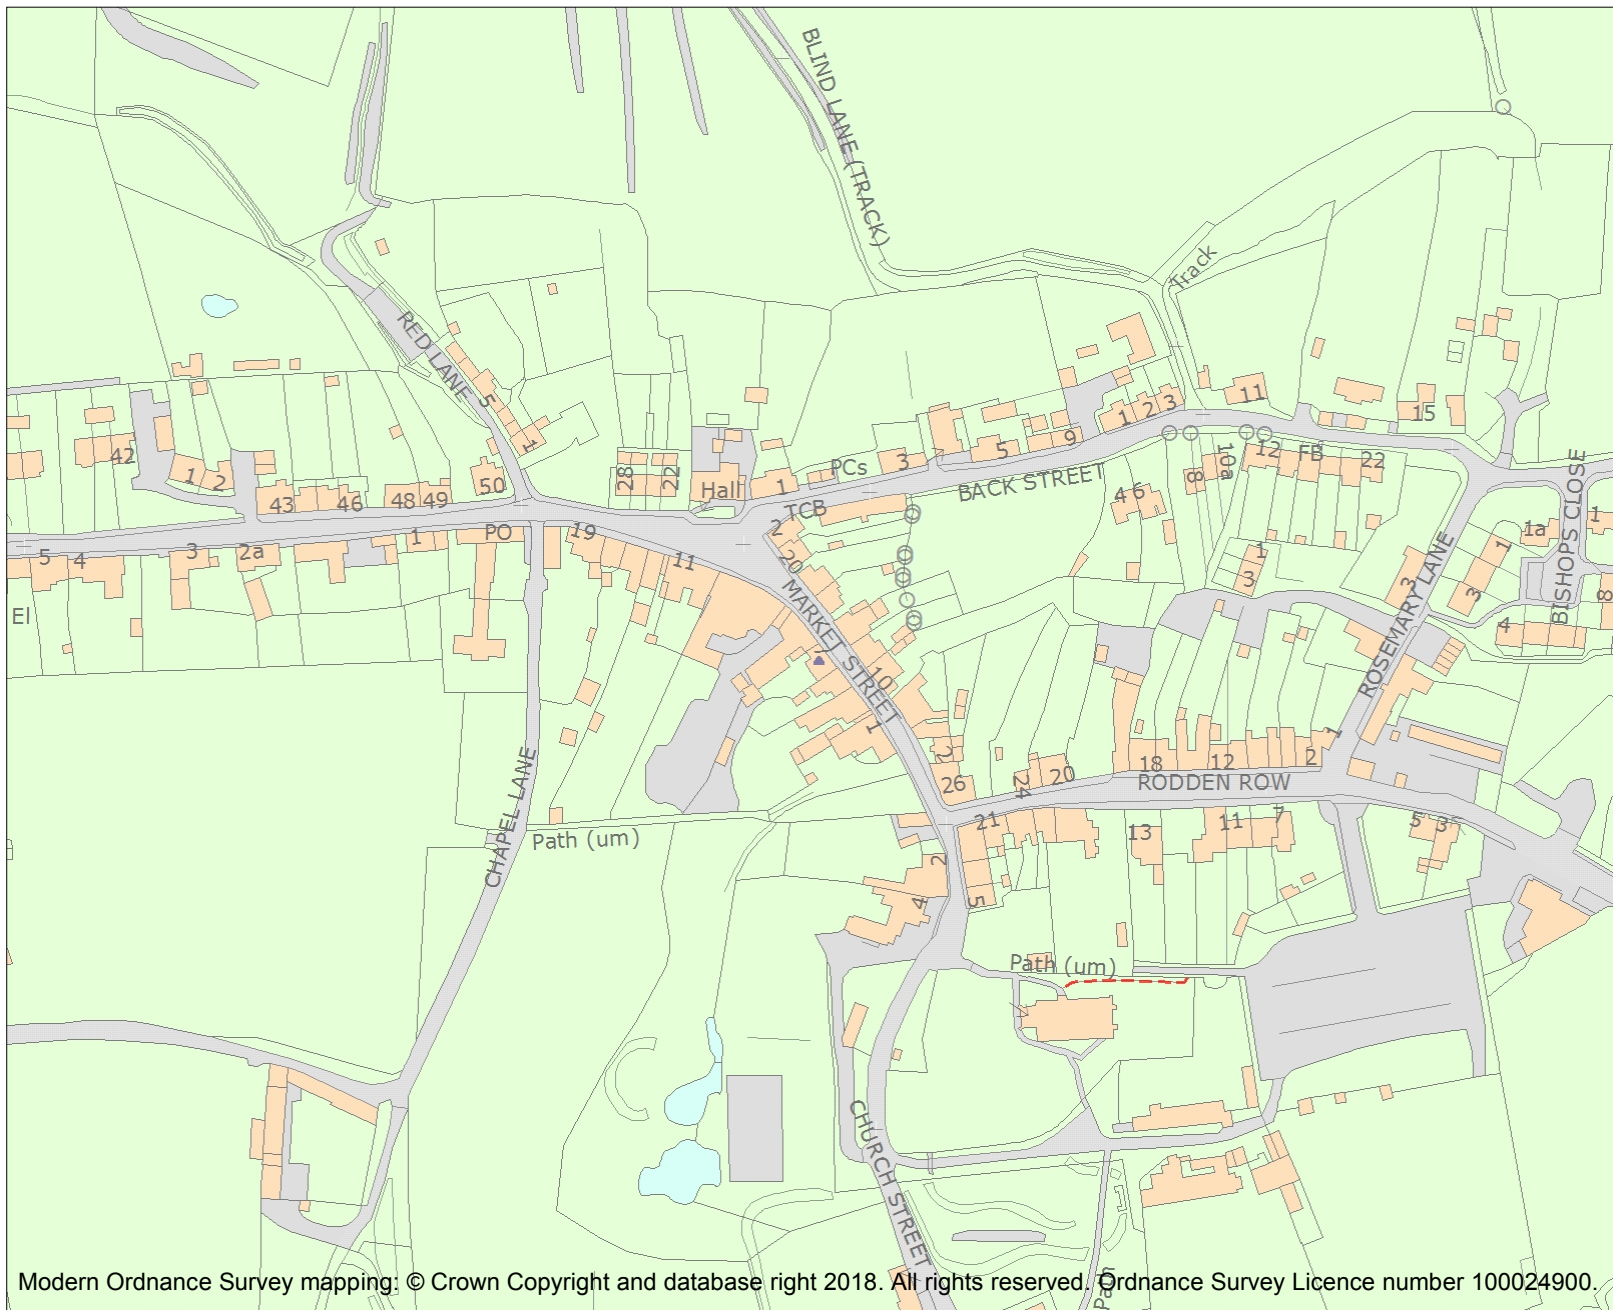 BLIND LANE (TRACK)
Track
RED LANE
5
1
42
1
2
43
46
48
49
50
28
22
Hall
1
PCs
3
5
9
1
2
3
11
15
BACK STREET
TCB
2
20
4
6
8
10a
12
FB
22
5
4
3
2a
1
PO
19
11
El
MARKET STREET
10
1
2
26
1
3
3
ROSEMARY LANE
1
3
1a
1
BISHOPS CLOSE
8
4
24
20
18
12
2
1
RODDEN ROW
CHAPEL LANE
Path (um)
21
13
11
7
5
3
2
4
5
Path (um)
CHURCH STREET
Path
Modern Ordnance Survey mapping: © Crown Copyright and database right 2018. All rights reserved. Ordnance Survey Licence number 100024900.